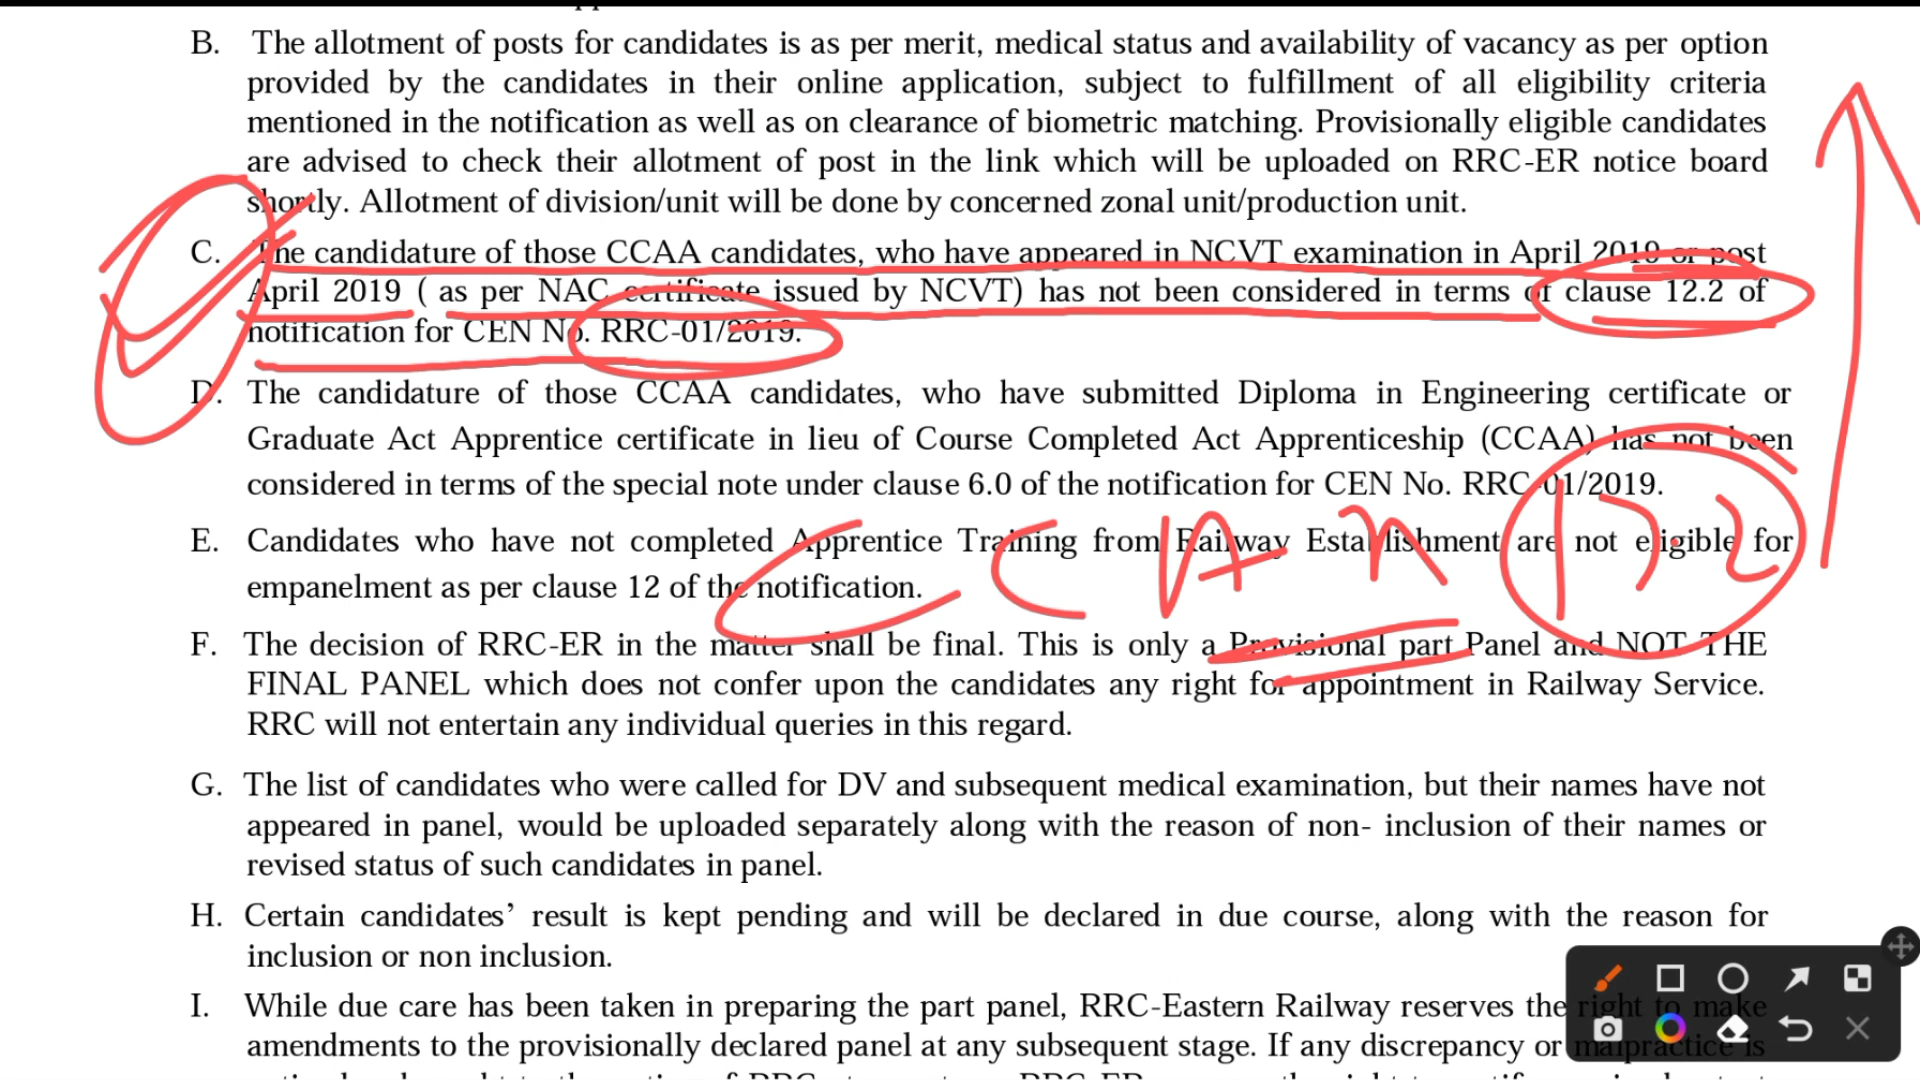 B. The allotment of posts for candidates is as per merit, medical status and availability of vacancy as per option
provided by the candidates in their online application, subject to fulfillment of all eligibility criteria
mentioned in the notification as well as on clearance of biometric matching. Provisionally eligible candidates
are advised to check their allotment of post in the link which will be uploaded on RRC-ER notice board
shortly. Allotment of division/unit will be done by concerned zonal unit/production unit.
C. The candidature of those CCAA candidates, who have appeared in NCVT examination in April 2019 or post
April 2019 ( as per NAC certificate issued by NCVT) has not been considered in terms of clause 12.2 of
notification for CEN No. RRC-01/2019.
D. The candidature of those CCAA candidates, who have submitted Diploma in Engineering certificate or
Graduate Act Apprentice certificate in lieu of Course Completed Act Apprenticeship (CCAA) has not been
considered in terms of the special note under clause 6.0 of the notification for CEN No. RRC-01/2019.
E. Candidates who have not completed Apprentice Training from Railway Establishment are not eligible for
empanelment as per clause 12 of the notification.
F. The decision of RRC-ER in the matter shall be final. This is only a Provisional part Panel and NOT THE
FINAL PANEL which does not confer upon the candidates any right for appointment in Railway Service.
RRC will not entertain any individual queries in this regard.
G. The list of candidates who were called for DV and subsequent medical examination, but their names have not
appeared in panel, would be uploaded separately along with the reason of non- inclusion of their names or
revised status of such candidates in panel.
H. Certain candidates’ result is kept pending and will be declared in due course, along with the reason for
inclusion or non inclusion.
I. While due care has been taken in preparing the part panel, RRC-Eastern Railway reserves the right to make
amendments to the provisionally declared panel at any subsequent stage. If any discrepancy or malpractice is